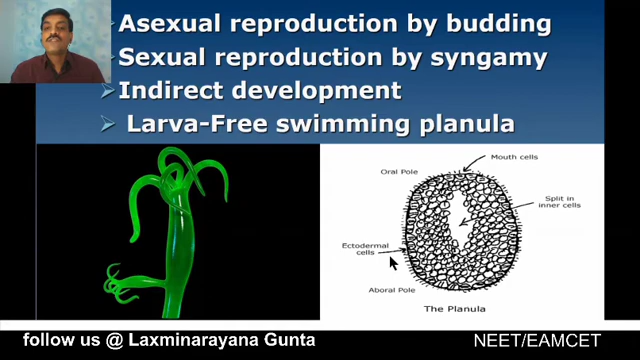 Asexual reproduction by budding
Sexual reproduction by syngamy
Indirect development
Larva-Free swimming planula
Mouth cells
Oral Pole
Split in
inner cells
Ectodermal
cells
Aboral Pole
The Planula
follow us @ Laxminarayana Gunta
NEET/EAMCET